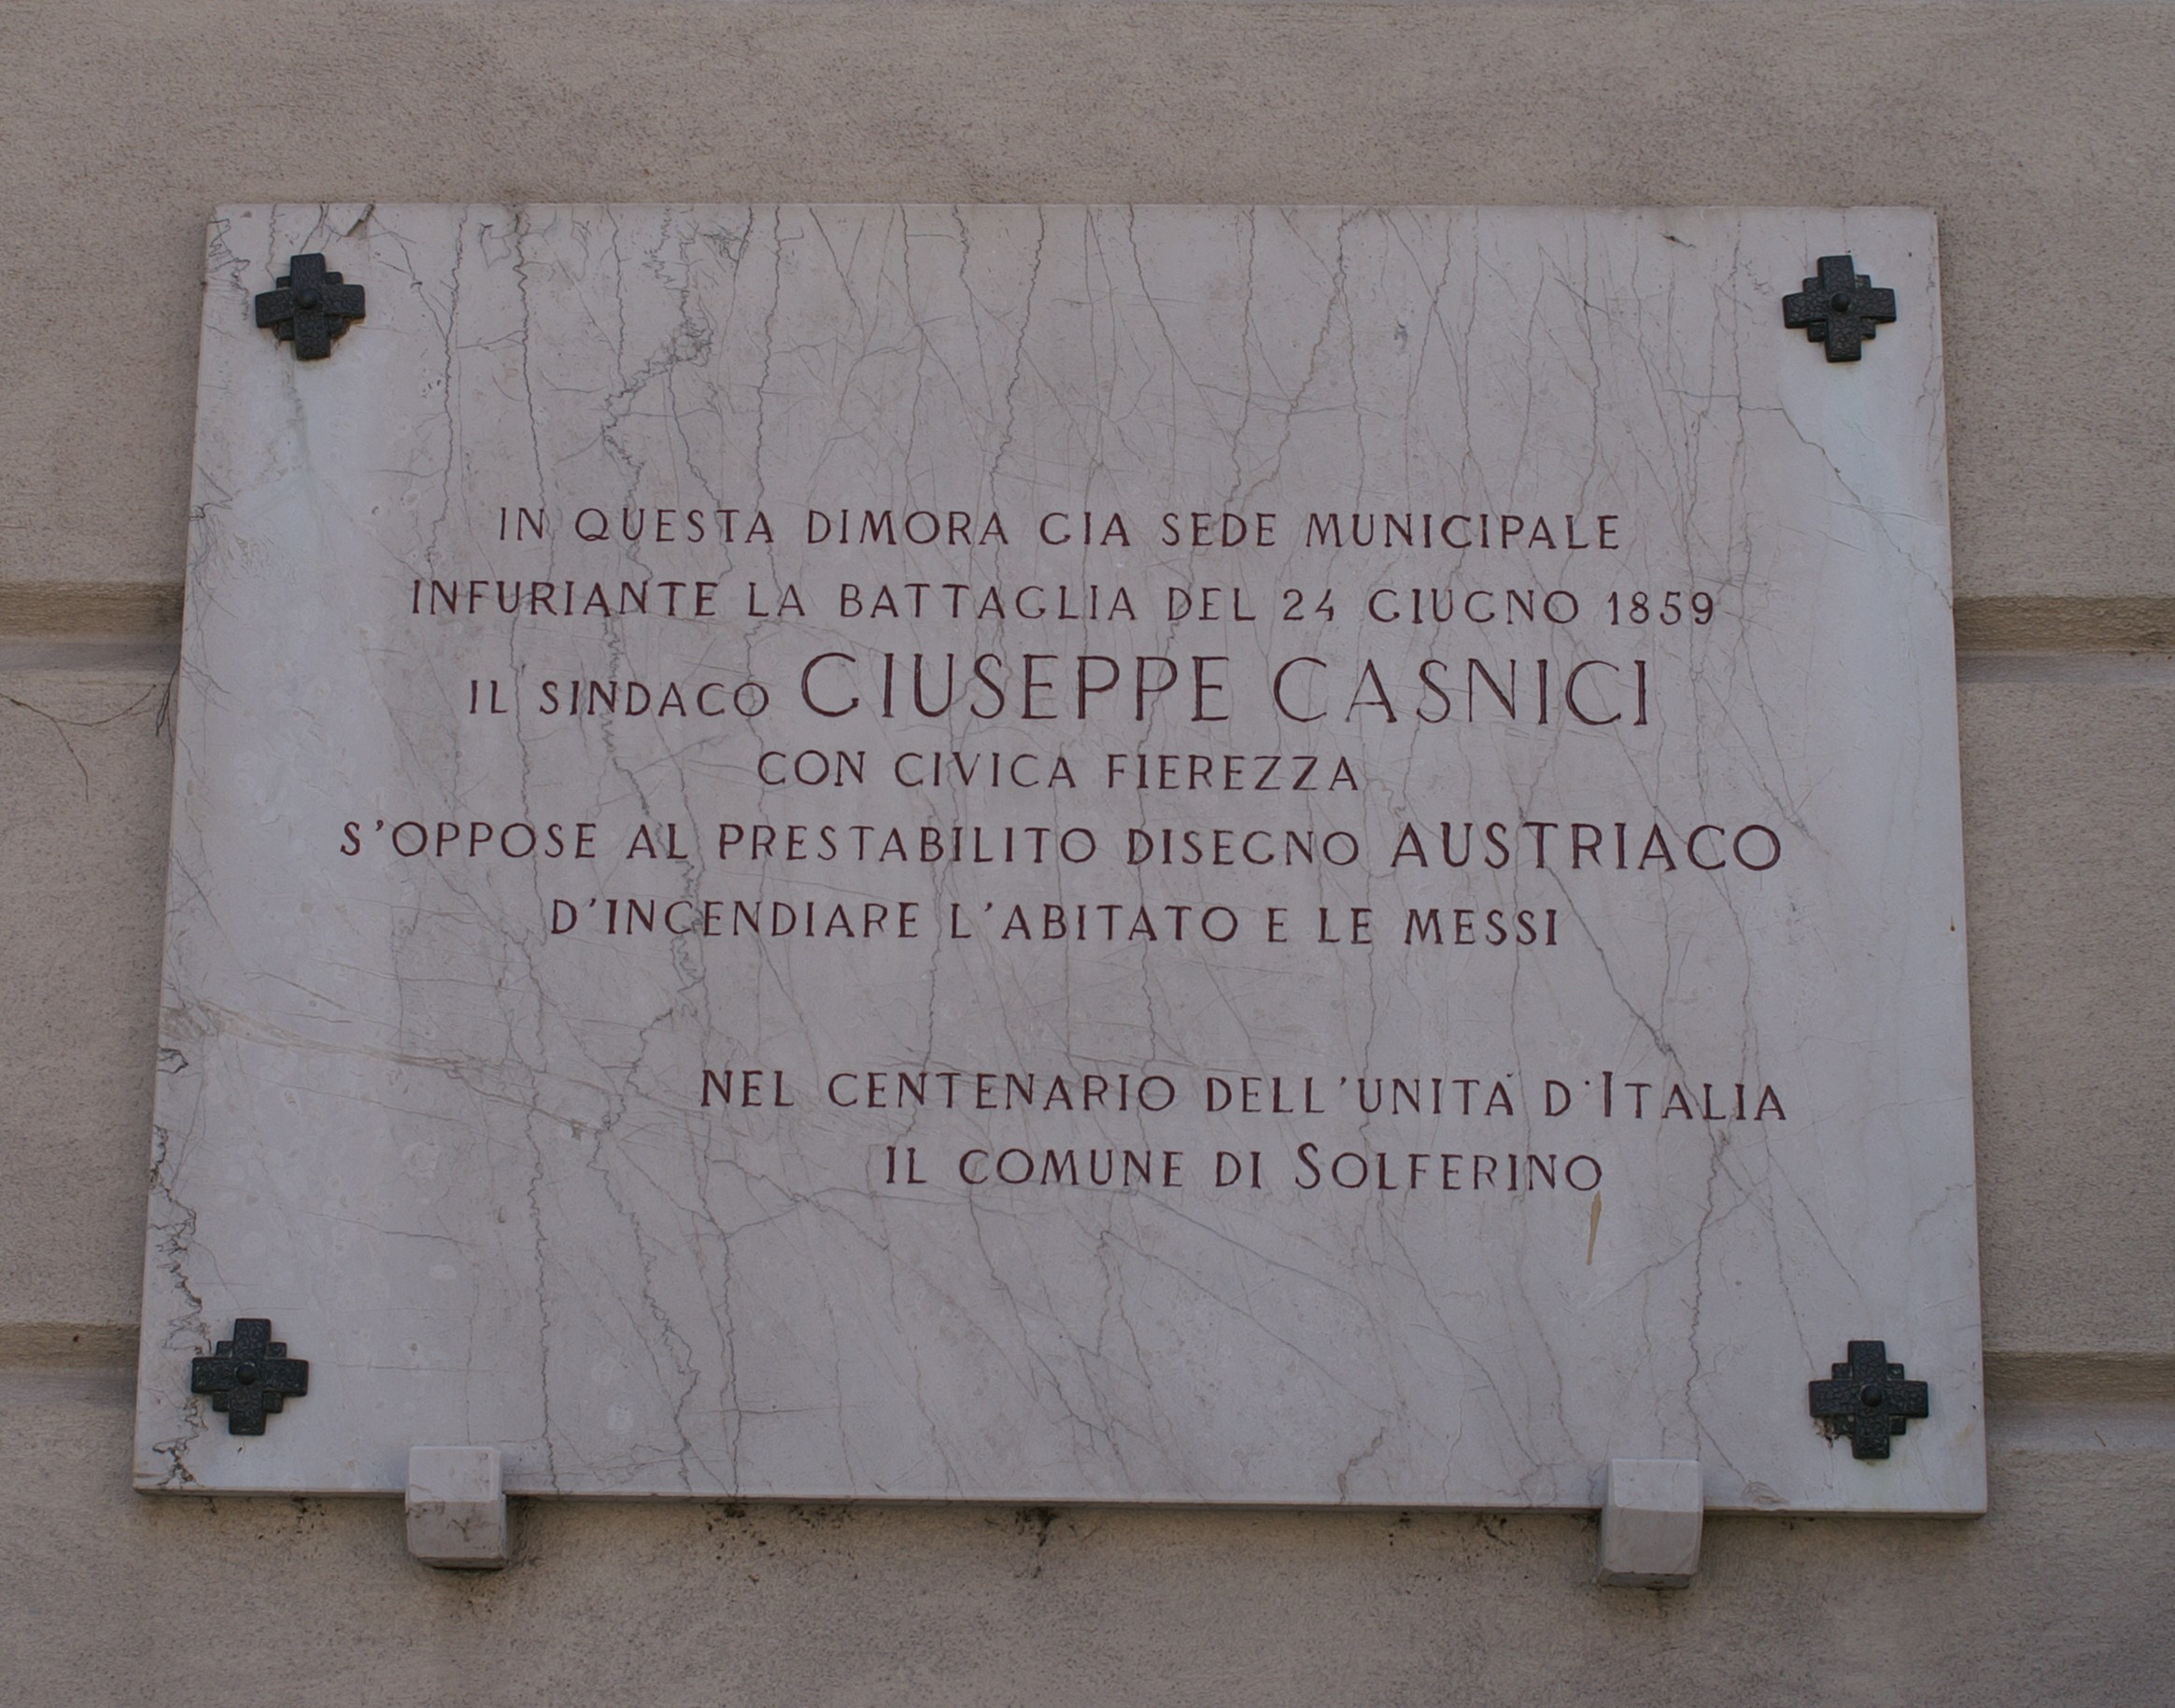 IN QUESTA DIMORA GIA SEDE MUNICIPALE
INFURIANTE LA BATTAGLIA DEL 24 GIUGNO 1859
IL SINDACO GIUSEPPE CASNICI
CON CIVICA FIEREZZA
S'OPPOSE AL PRESTABILITO DISEGNO AUSTRIACO
D'INCENDIARE L'ABITATO E LE MESSI
NEL CENTENARIO DELL'UNITÀ D'ITALIA
IL COMUNE DI SOLFERINO